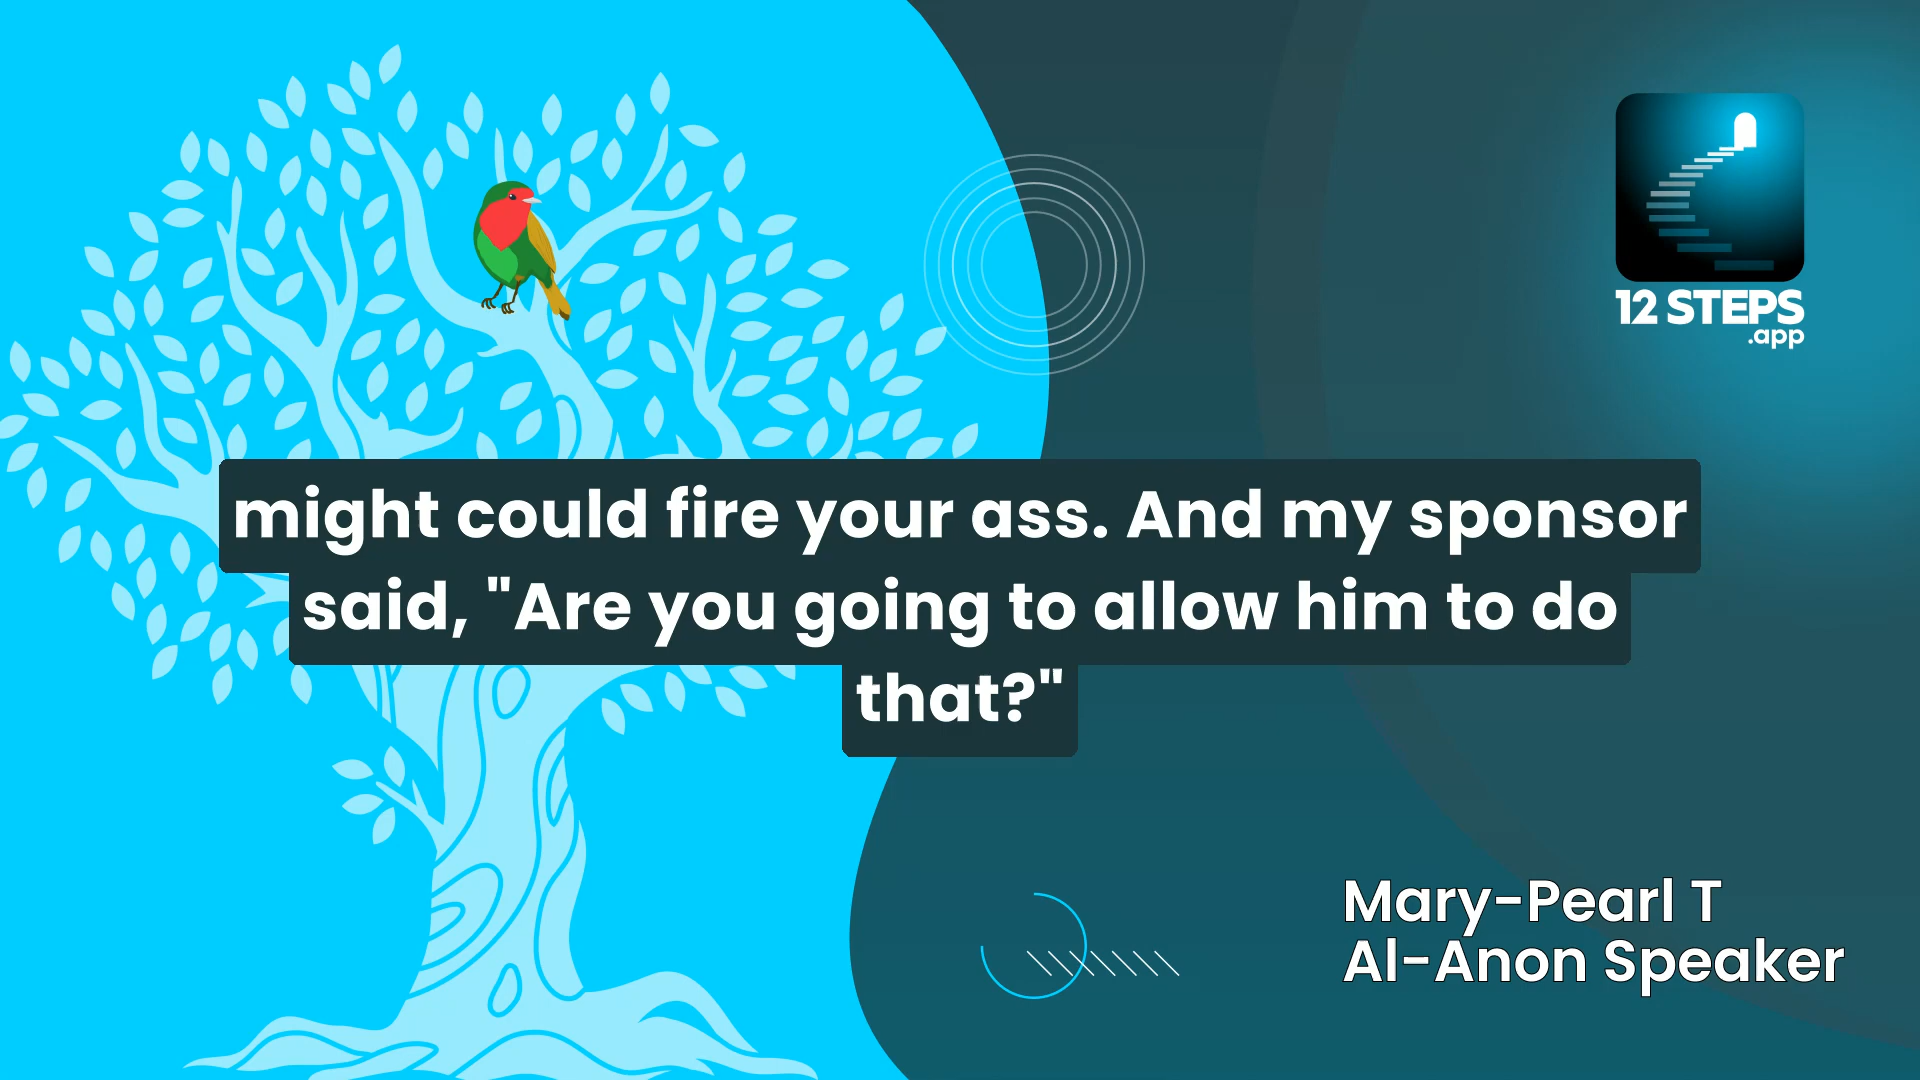 12 STEPS
.app
might could fire your ass. And my sponsor
said, "Are you going to allow him to do
that?"
Mary-Pearl T
Al-Anon Speaker